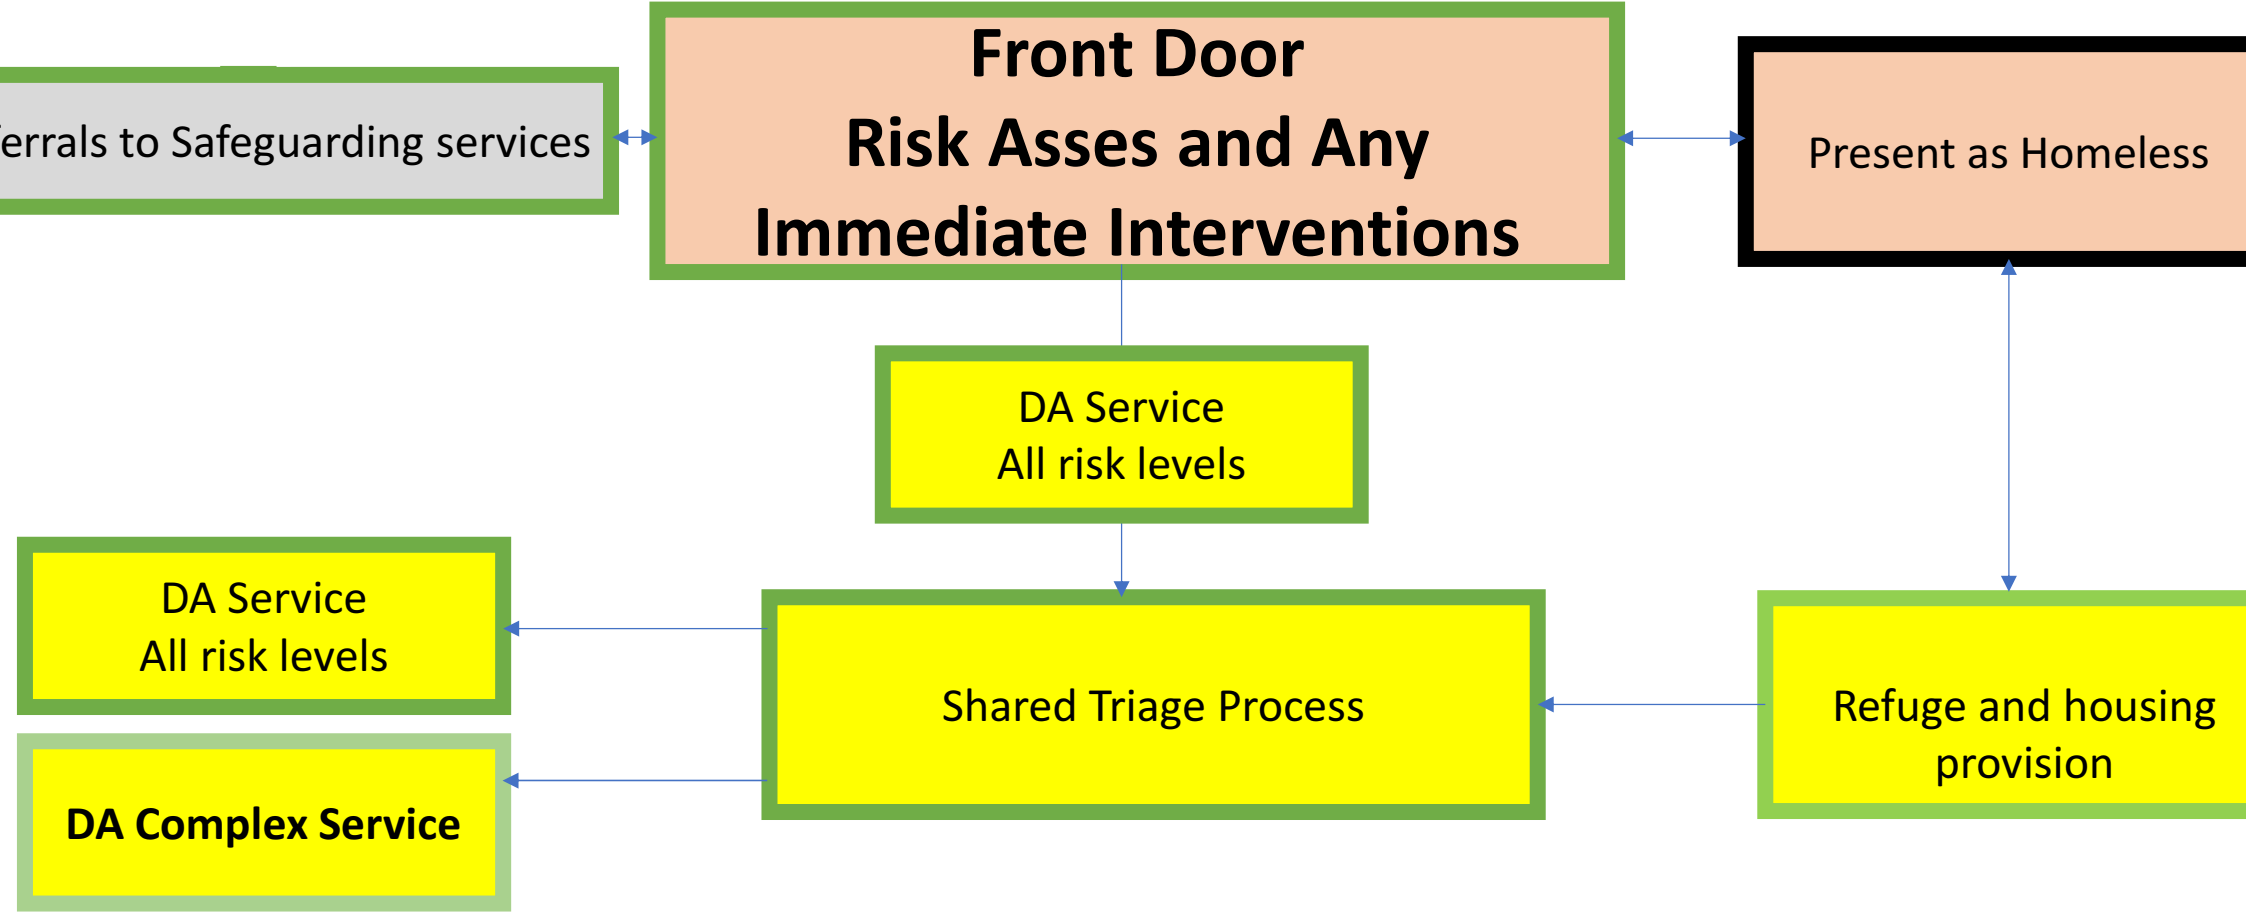 Front Door
Risk Asses and Any
Immediate Interventions
errals to Safeguarding services
Present as Homeless
DA Service
All risk levels
DA Service
All risk levels
Shared Triage Process
Refuge and housing
provision
DA Complex Service